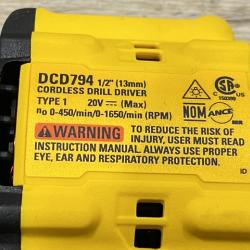 DCD794 1/2" (13mm)
CORDLESS DRILL DRIVER
TYPE 1 20V ⎓ (Max)
no 0-450/min/0-1650/min (RPM)
NOM ANCE
WARNING TO REDUCE THE RISK OF
INJURY, USER MUST READ
INSTRUCTION MANUAL. ALWAYS USE PROPER
EYE, EAR AND RESPIRATORY PROTECTION.
ID